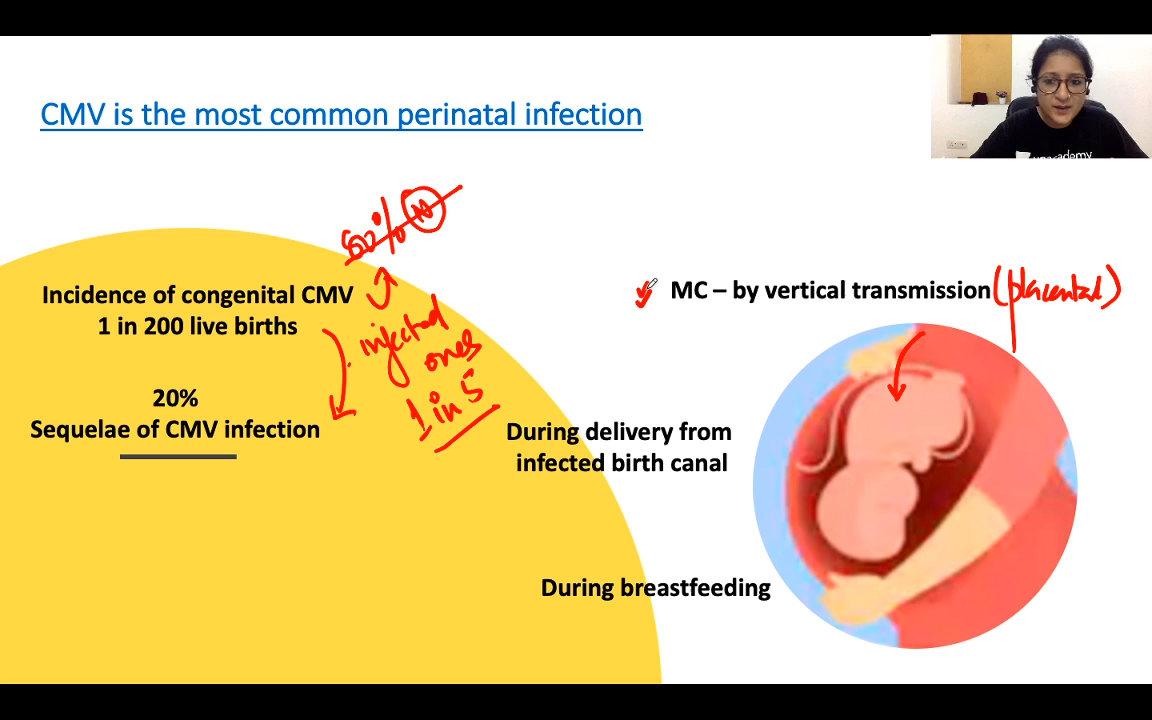 CMV is the most common perinatal infection
80% N
Incidence of congenital CMV
1 in 200 live births
infected
ones
1 in 5
20%
Sequelae of CMV infection
MC – by vertical transmission (placental)
During delivery from
infected birth canal
During breastfeeding